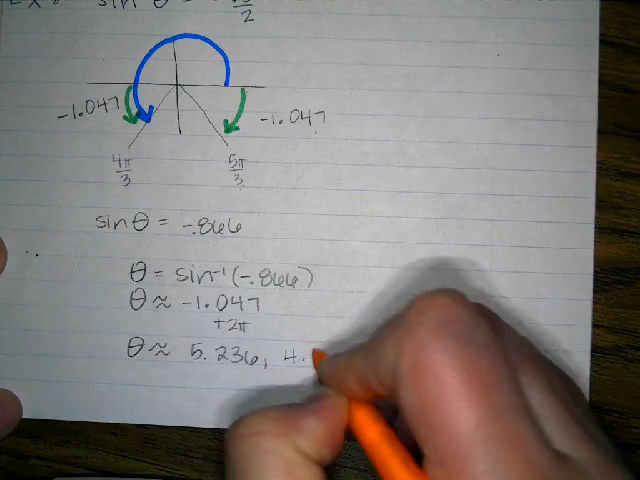 sin θ =
-1.047
-1.047
4π/3
5π/3
sin θ = -.866
θ = sin⁻¹(-.866)
θ ≈ -1.047
+2π
θ ≈ 5.236, 4.